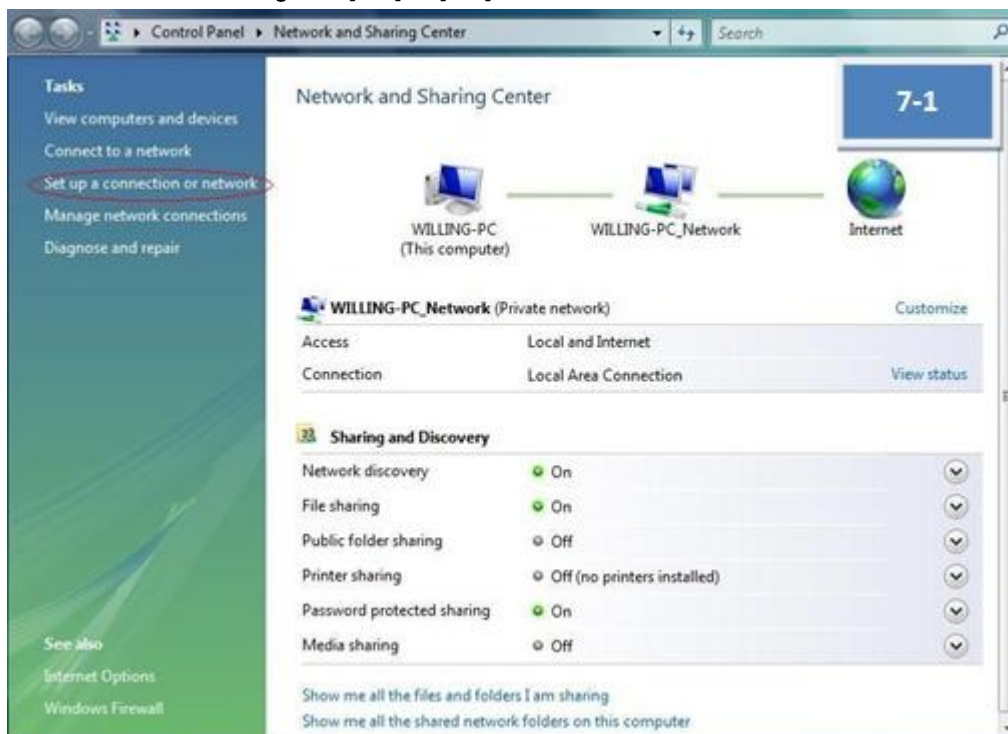 Control Panel ▸ Network and Sharing Center
Search
Tasks
View computers and devices
Connect to a network
Set up a connection or network
Manage network connections
Diagnose and repair
See also
Internet Options
Windows Firewall
Network and Sharing Center
7-1
WILLING-PC
(This computer)
WILLING-PC_Network
Internet
WILLING-PC_Network (Private network) Customize
Access Local and Internet
Connection Local Area Connection View status
Sharing and Discovery
Network discovery On
File sharing On
Public folder sharing Off
Printer sharing Off (no printers installed)
Password protected sharing On
Media sharing Off
Show me all the files and folders I am sharing
Show me all the shared network folders on this computer